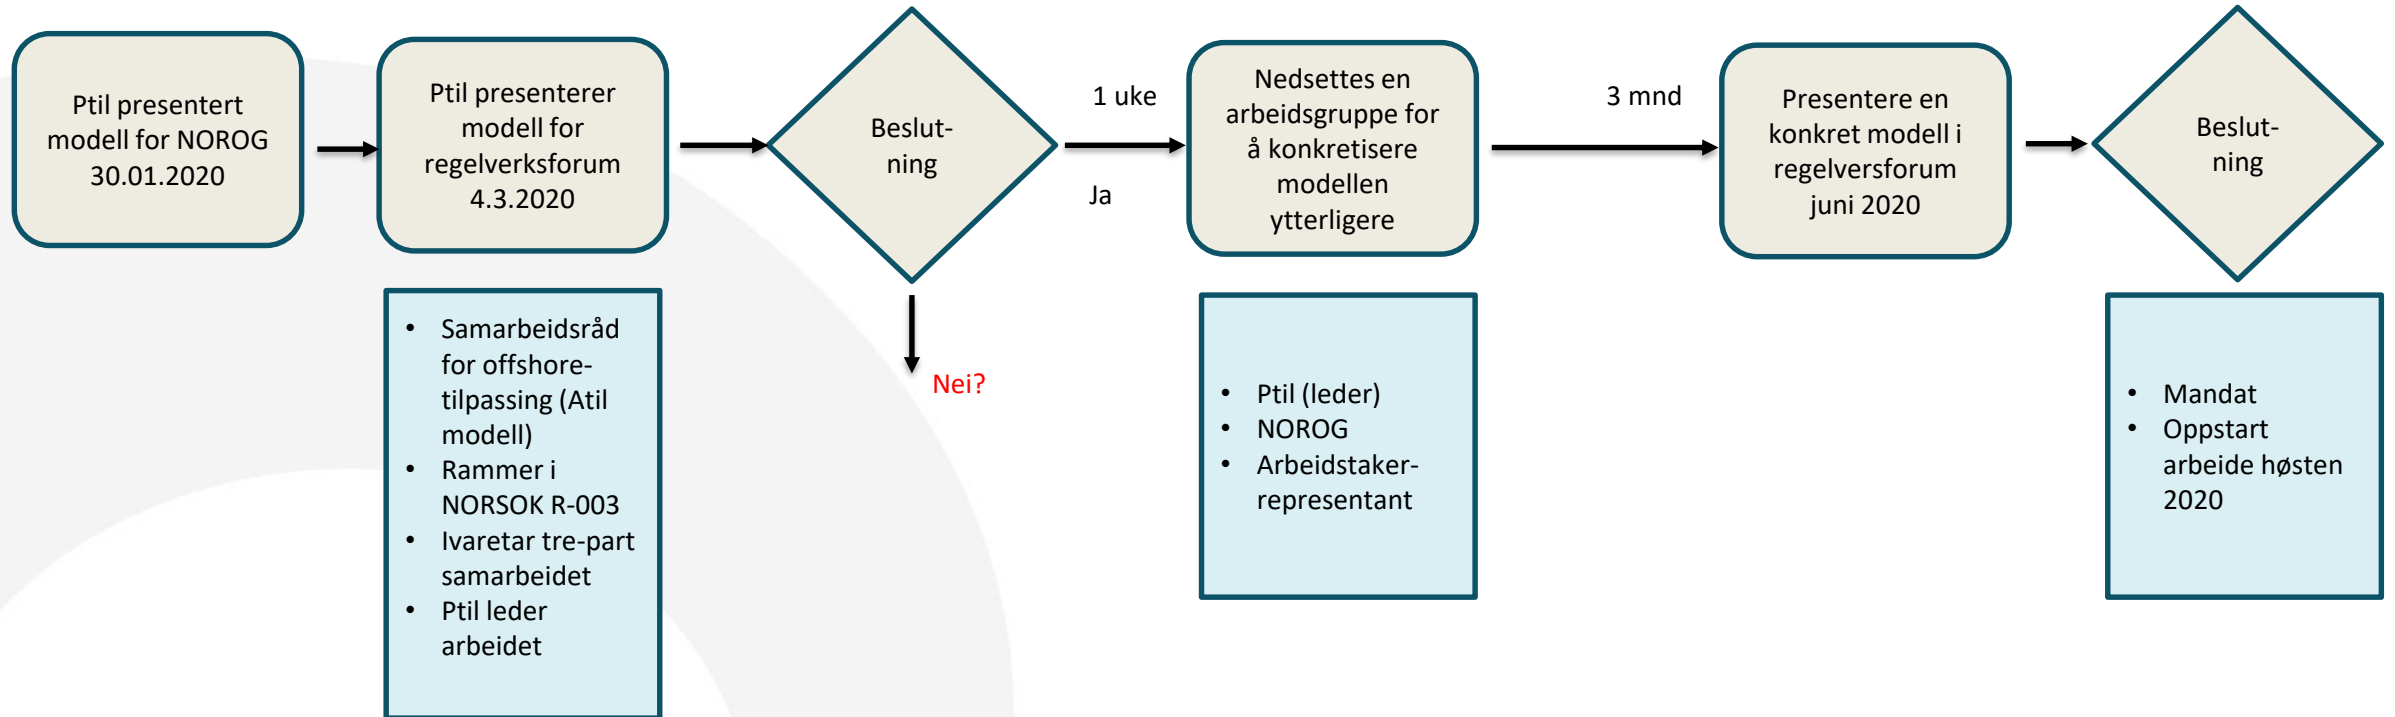 Ptil presentert
modell for NOROG
30.01.2020
Ptil presenterer
modell for
regelverksforum
4.3.2020
Beslut-
ning
1 uke
Ja
Nei?
Nedsettes en
arbeidsgruppe for
å konkretisere
modellen
ytterligere
3 mnd
Presentere en
konkret modell i
regelversforum
juni 2020
Beslut-
ning
• Samarbeidsråd
for offshore-
tilpassing (Atil
modell)
• Rammer i
NORSOK R-003
• Ivaretar tre-part
samarbeidet
• Ptil leder
arbeidet
• Ptil (leder)
• NOROG
• Arbeidstaker-
representant
• Mandat
• Oppstart
arbeide høsten
2020